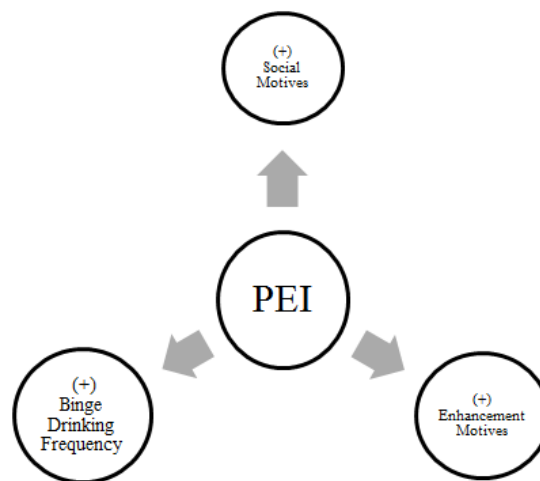 (+)
Social
Motives
PEI
(+)
Binge
Drinking
Frequency
(+)
Enhancement
Motives